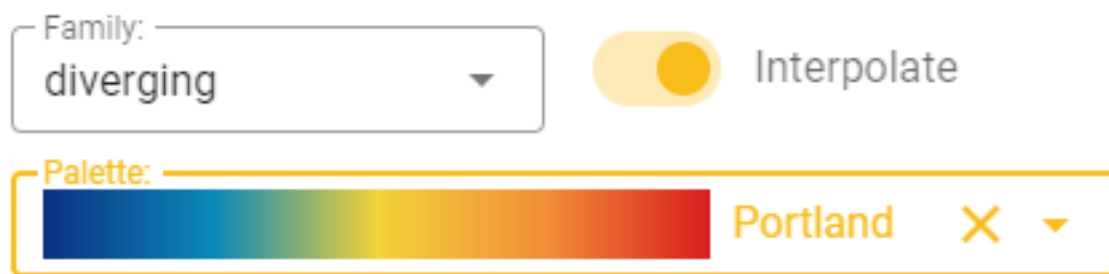 Family:
diverging
Interpolate
Palette:
Portland